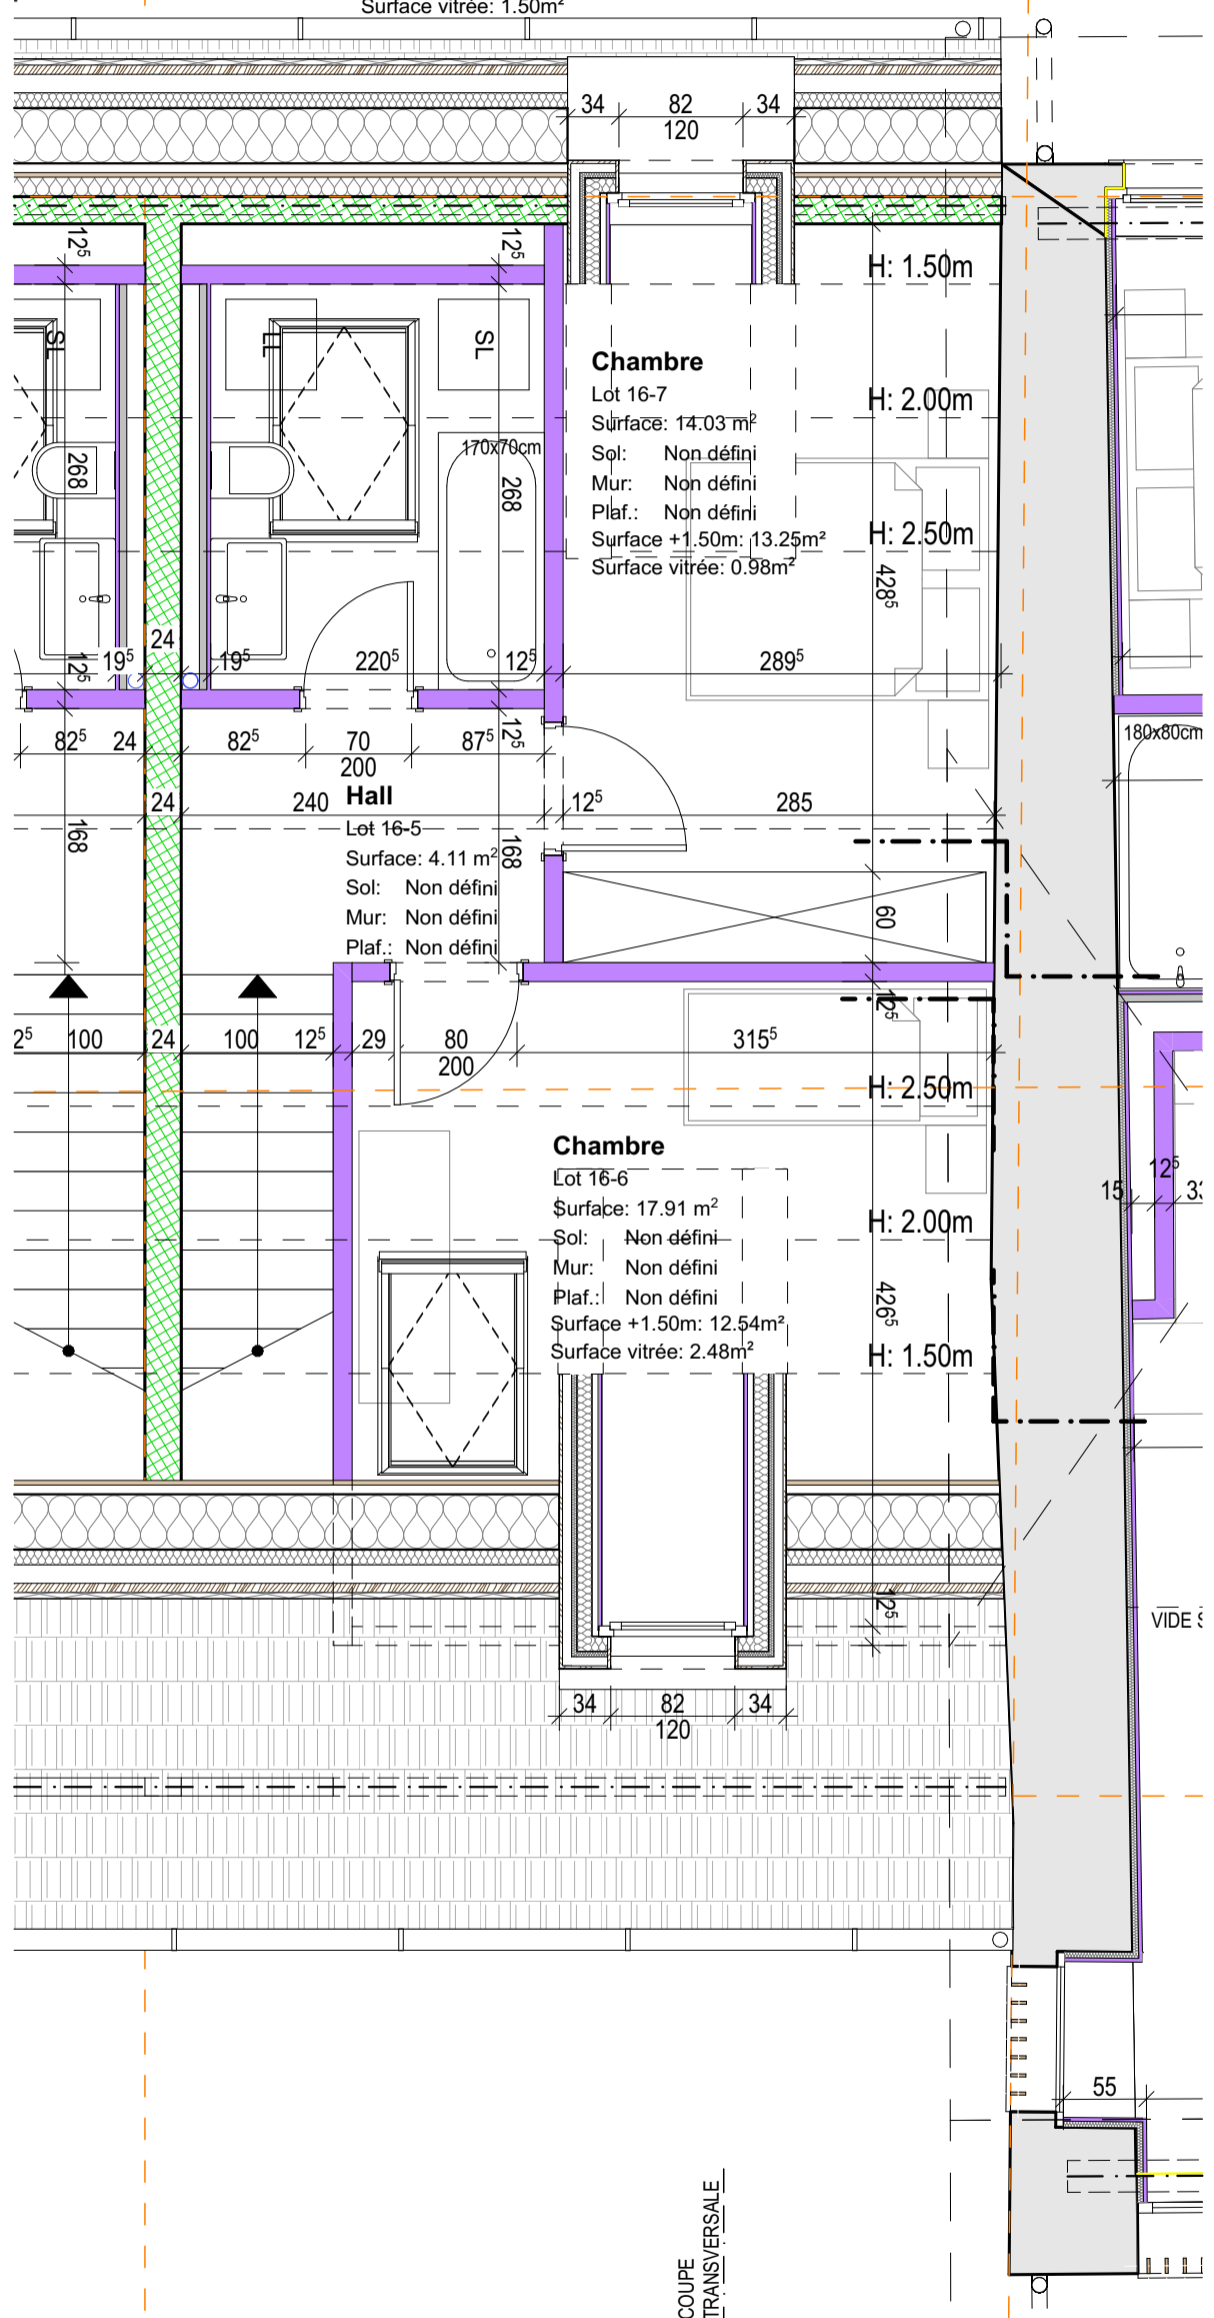 Surface vitrée: 1.50m²
34 82 34
120
12⁵
12⁵
H: 1.50m
SL
LL
SL
Chambre
Lot 16-7
Surface: 14.03 m²
Sol: Non défini
Mur: Non défini
Plaf.: Non défini
Surface +1.50m: 13.25m²
Surface vitrée: 0.98m²
H: 2.00m
170x70cm
268
268
H: 2.50m
428⁵
24
19⁵
12⁵
19⁵
220⁵
12⁵
289⁵
82⁵
24
82⁵
70
200
87⁵
12⁵
180x80cm
24
240
12⁵
285
168
168
Hall
Lot 16-5
Surface: 4.11 m²
Sol: Non défini
Mur: Non défini
Plaf.: Non défini
60
12⁵
2⁵
100
24
100
12⁵
29
80
200
315⁵
H: 2.50m
Chambre
Lot 16-6
Surface: 17.91 m²
Sol: Non défini
Mur: Non défini
Plaf.: Non défini
Surface +1.50m: 12.54m²
Surface vitrée: 2.48m²
12⁵
15
H: 2.00m
426⁵
H: 1.50m
12⁵
VIDE
34 82 34
120
55
COUPE
TRANSVERSALE